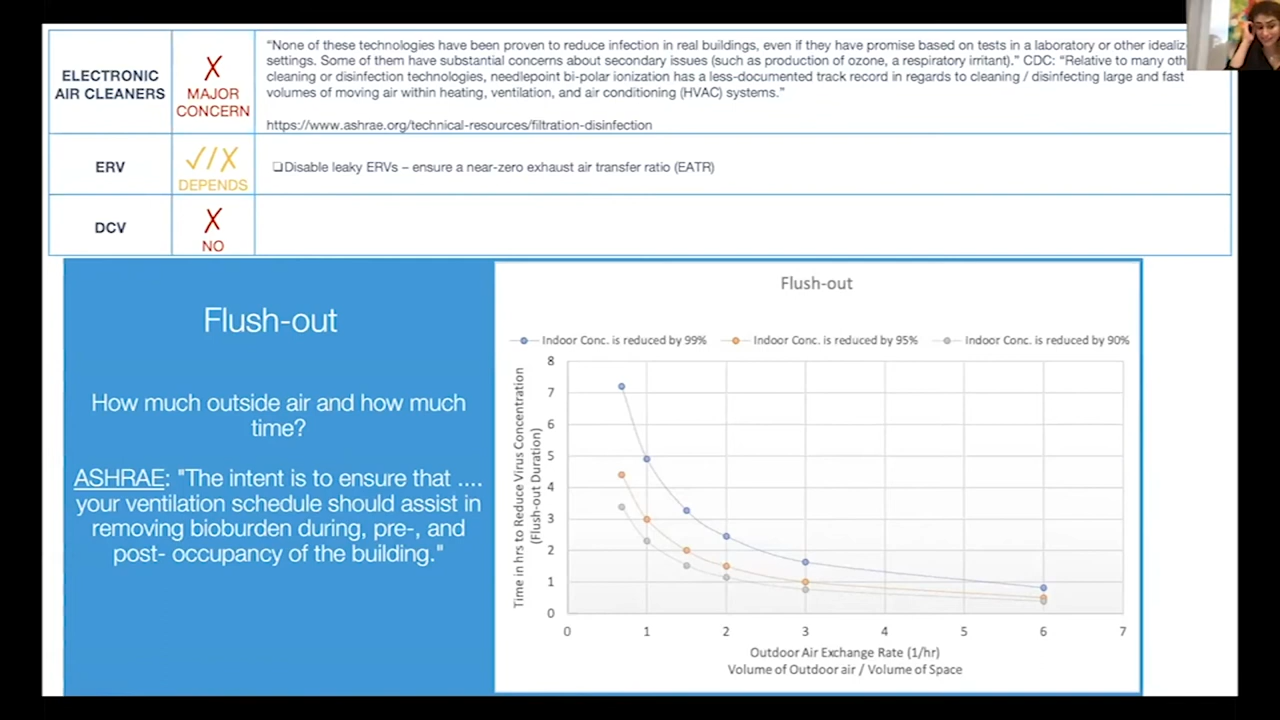 ELECTRONIC
AIR CLEANERS
X
MAJOR
CONCERN
“None of these technologies have been proven to reduce infection in real buildings, even if they have promise based on tests in a laboratory or other idealiz
settings. Some of them have substantial concerns about secondary issues (such as production of ozone, a respiratory irritant).” CDC: “Relative to many oth
cleaning or disinfection technologies, needlepoint bi-polar ionization has a less-documented track record in regards to cleaning / disinfecting large and fast
volumes of moving air within heating, ventilation, and air conditioning (HVAC) systems.”
https://www.ashrae.org/technical-resources/filtration-disinfection
ERV
✓/X
DEPENDS
❏Disable leaky ERVs – ensure a near-zero exhaust air transfer ratio (EATR)
DCV
X
NO
Flush-out
How much outside air and how much
time?
ASHRAE: "The intent is to ensure that ....
your ventilation schedule should assist in
removing bioburden during, pre-, and
post- occupancy of the building."
Flush-out
Indoor Conc. is reduced by 99%
Indoor Conc. is reduced by 95%
Indoor Conc. is reduced by 90%
Time in hrs to Reduce Virus Concentration
(Flush-out Duration)
8
7
6
5
4
3
2
1
0
0 1 2 3 4 5 6 7
Outdoor Air Exchange Rate (1/hr)
Volume of Outdoor air / Volume of Space